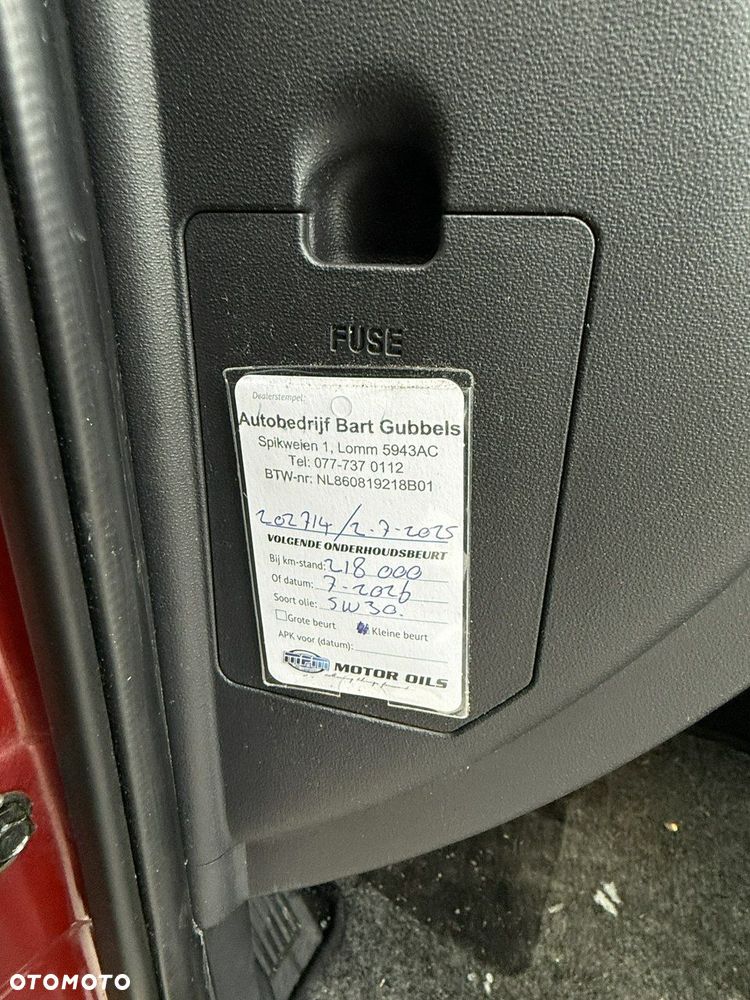 FUSE
Dealerstempel:
Autobedrijf Bart Gubbels
Spikweien 1, Lomm 5943AC
Tel: 077-737 0112
BTW-nr: NL860819218B01
202714/2-7-2025
VOLGENDE ONDERHOUDSBEURT
Bij km-stand: 218 000
Of datum: 7-2026
Soort olie: 5W30.
Grote beurt Kleine beurt
APK voor (datum):
MOTOR OILS
OTOMOTO